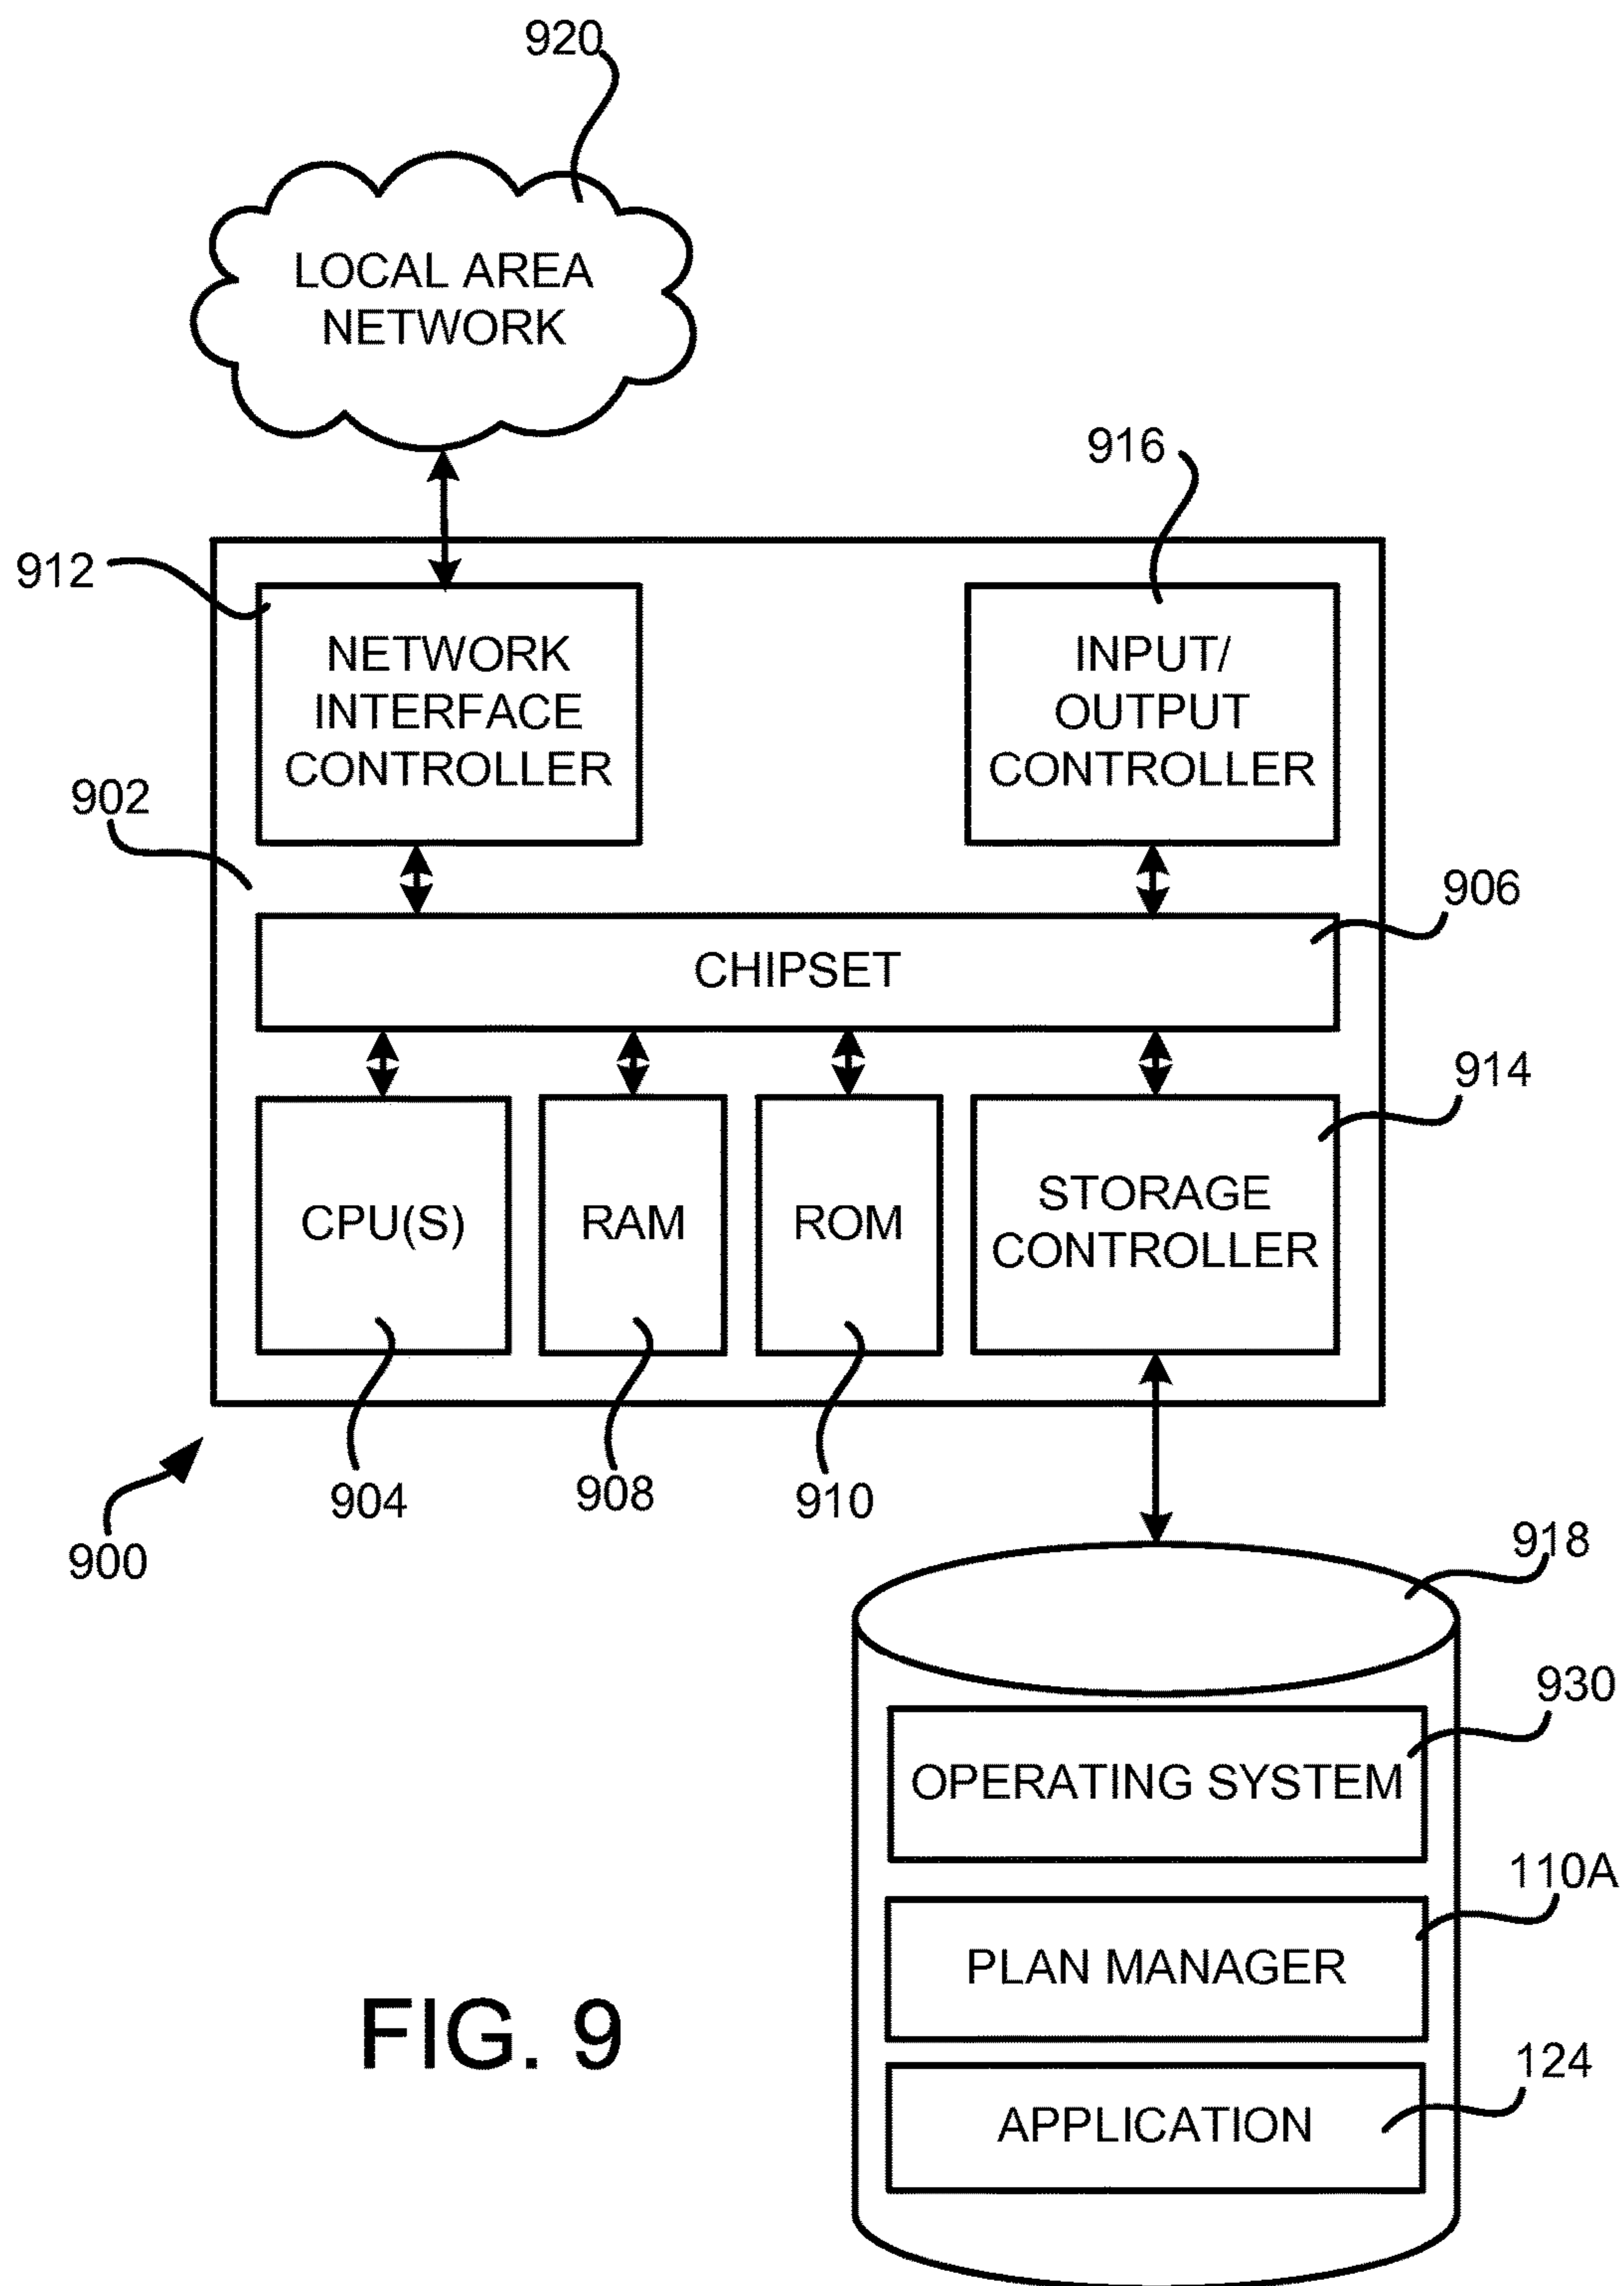 920
LOCAL AREA
NETWORK
916
912
NETWORK
INTERFACE
CONTROLLER
INPUT/
OUTPUT
CONTROLLER
902
906
CHIPSET
914
CPU(S)
RAM
ROM
STORAGE
CONTROLLER
904
908
910
900
918
930
OPERATING SYSTEM
110A
PLAN MANAGER
FIG. 9
124
APPLICATION